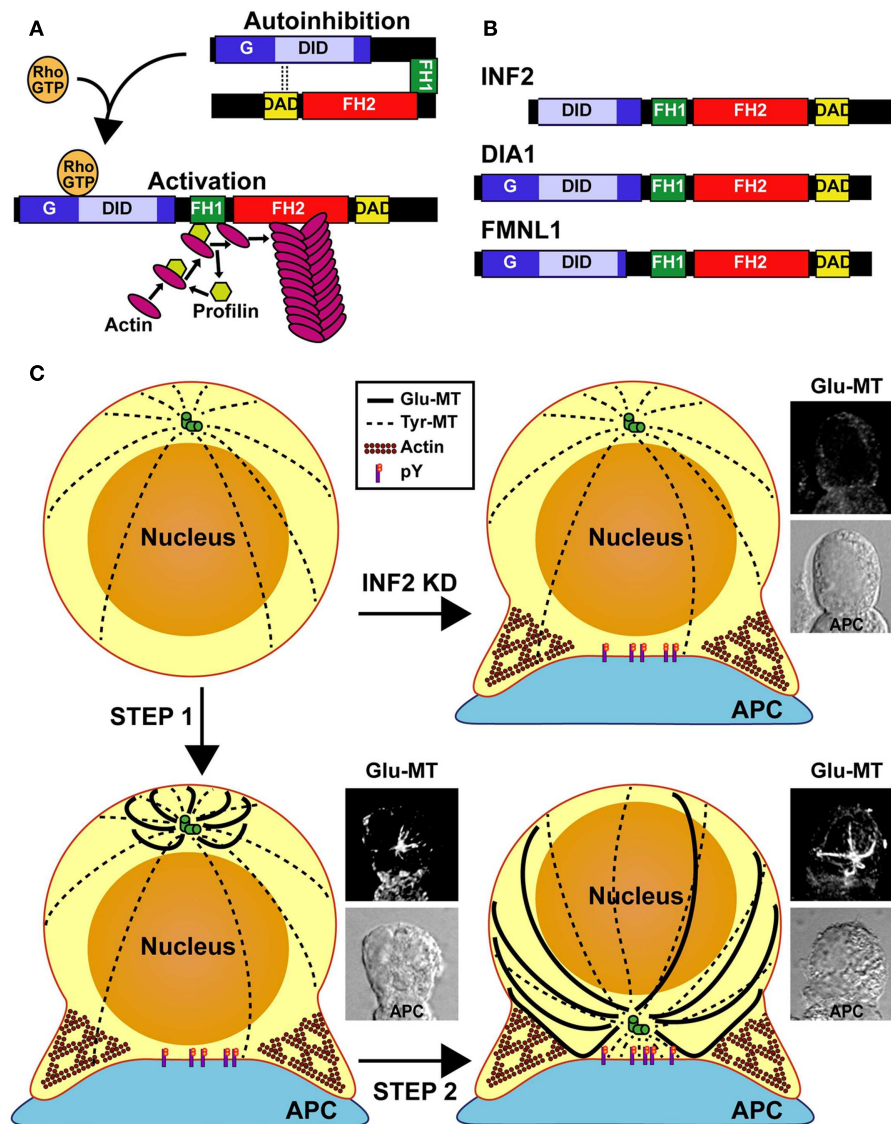 A
Autoinhibition
G DID
FH1
DAD FH2
Rho
GTP
Rho
GTP
Activation
G DID FH1 FH2 DAD
Actin
Profilin
B
INF2
DID FH1 FH2 DAD
DIA1
G DID FH1 FH2 DAD
FMNL1
G DID FH1 FH2 DAD
C
Glu-MT
Tyr-MT
Actin
pY
Nucleus
INF2 KD
Nucleus
APC
Glu-MT
APC
STEP 1
Nucleus
APC
Glu-MT
APC
STEP 2
Nucleus
APC
Glu-MT
APC